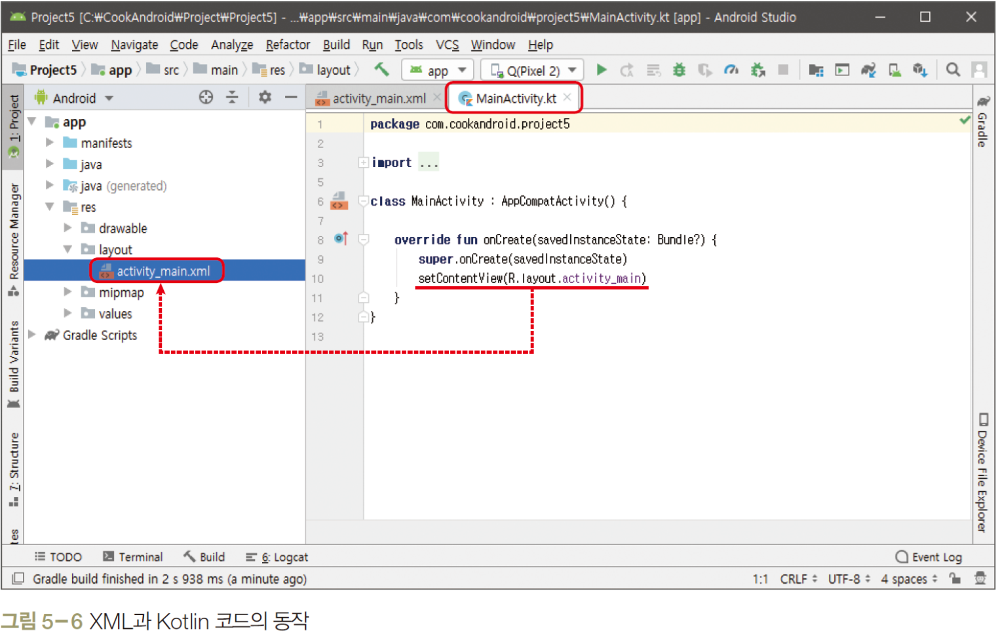 Project5 [C:₩CookAndroid₩Project₩Project5] - ...₩app₩src₩main₩java₩com₩cookandroid₩project5₩MainActivity.kt [app] - Android Studio
File Edit View Navigate Code Analyze Refactor Build Run Tools VCS Window Help
Project5 app src main res layout app Q(Pixel 2)
1: Project
Resource Manager
Build Variants
7: Structure
Android
app
manifests
java
java (generated)
res
drawable
layout
activity_main.xml
mipmap
values
Gradle Scripts
activity_main.xml MainActivity.kt
1 package com.cookandroid.project5
2
3 import ...
5
6 class MainActivity : AppCompatActivity() {
7
8 override fun onCreate(savedInstanceState: Bundle?) {
9 super.onCreate(savedInstanceState)
10 setContentView(R.layout.activity_main)
11 }
12 }
13
Gradle
Device File Explorer
TODO Terminal Build 6: Logcat Event Log
Gradle build finished in 2 s 938 ms (a minute ago) 1:1 CRLF UTF-8 4 spaces
그림 5-6 XML과 Kotlin 코드의 동작